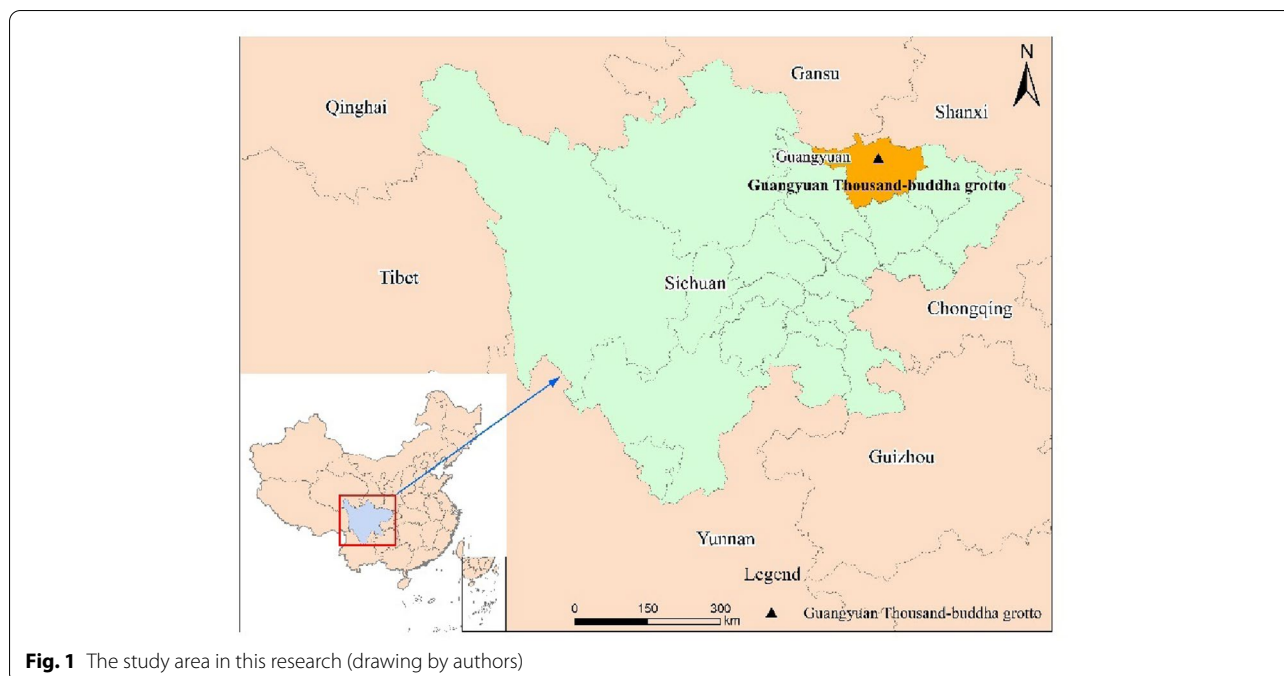 N
Gansu
Qinghai
Shanxi
Guangyuan
Guangyuan Thousand-buddha grotto
Tibet
Sichuan
Chongqing
Guizhou
Yunnan
Legend
0 150 300
km
Guangyuan Thousand-buddha grotto
Fig. 1 The study area in this research (drawing by authors)